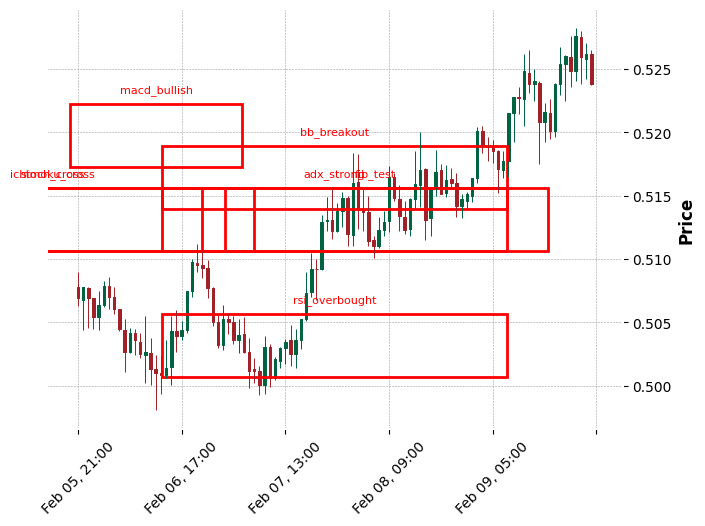 macd_bullish
bb_breakout
adx_strong
fib_test
rsi_overbought
0.525
0.520
0.515
0.510
0.505
0.500
Price
Feb 05, 21:00
Feb 06, 17:00
Feb 07, 13:00
Feb 08, 09:00
Feb 09, 05:00